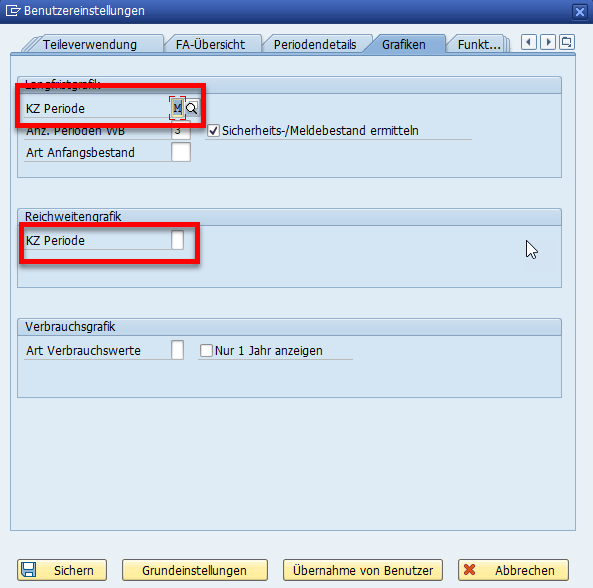 Benutzereinstellungen
Teileverwendung FA-Übersicht Periodendetails Grafiken Funkt...
Langfristgrafik
KZ Periode M
Anz. Perioden WB 3 Sicherheits-/Meldebestand ermitteln
Art Anfangsbestand
Reichweitengrafik
KZ Periode
Verbrauchsgrafik
Art Verbrauchswerte Nur 1 Jahr anzeigen
Sichern Grundeinstellungen Übernahme von Benutzer Abbrechen